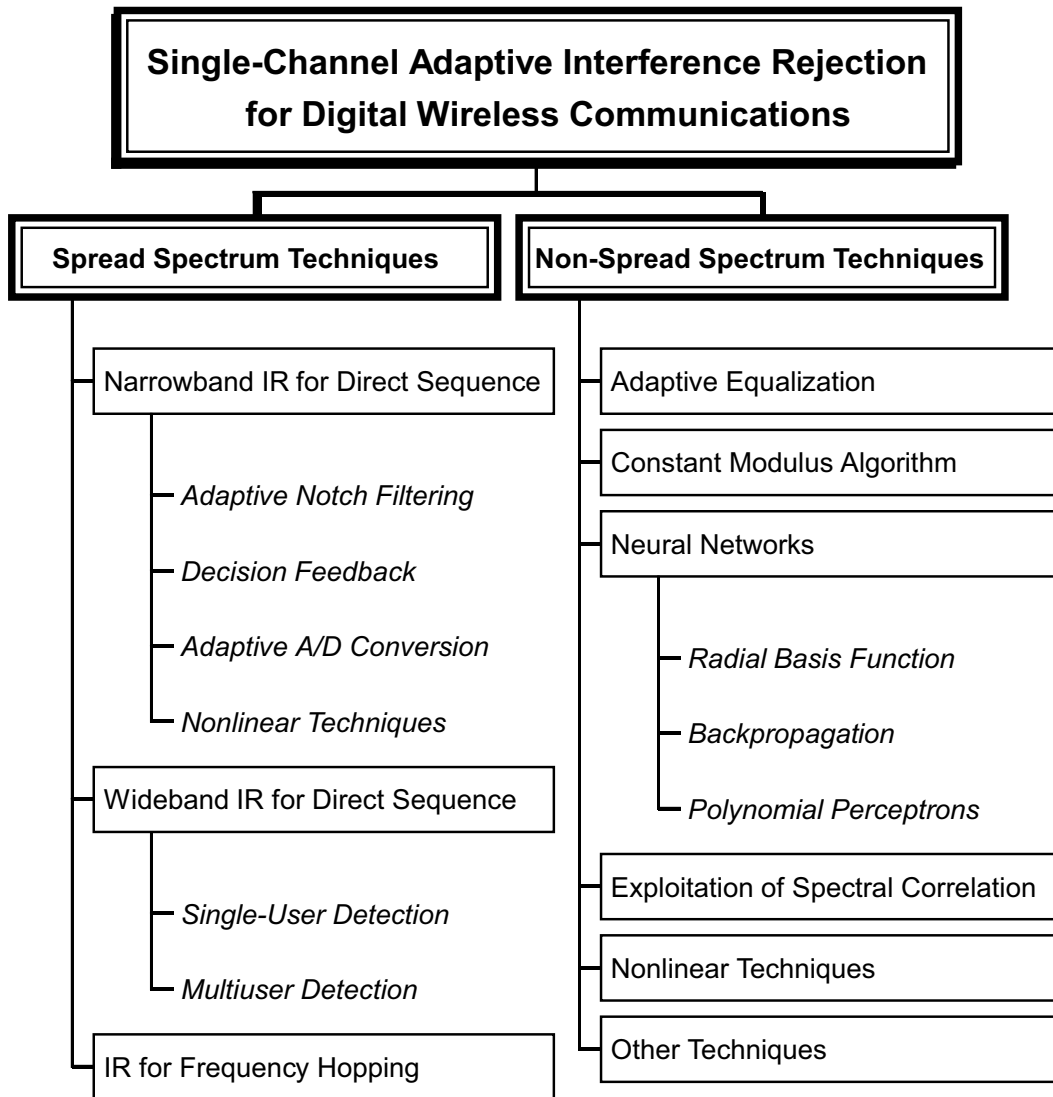 Single-Channel Adaptive Interference Rejection
for Digital Wireless Communications
Spread Spectrum Techniques
Narrowband IR for Direct Sequence
Adaptive Notch Filtering
Decision Feedback
Adaptive A/D Conversion
Nonlinear Techniques
Wideband IR for Direct Sequence
Single-User Detection
Multiuser Detection
IR for Frequency Hopping
Non-Spread Spectrum Techniques
Adaptive Equalization
Constant Modulus Algorithm
Neural Networks
Radial Basis Function
Backpropagation
Polynomial Perceptrons
Exploitation of Spectral Correlation
Nonlinear Techniques
Other Techniques